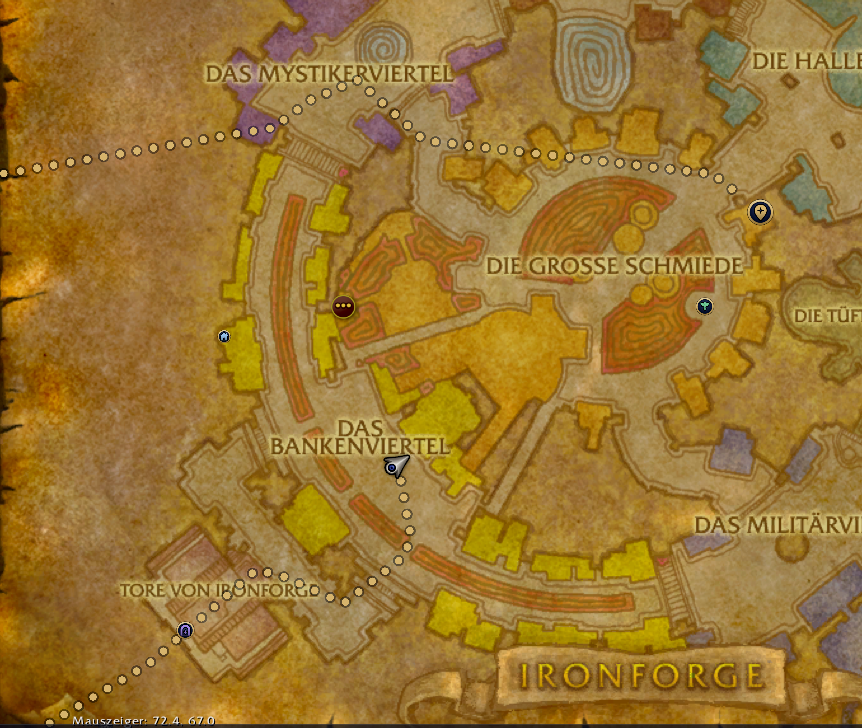 DAS MYSTIKERVIERTEL
DIE HALLE
DIE GROSSE SCHMIEDE
DIE TÜFT
DAS
BANKENVIERTEL
DAS MILITÄRVI
TORE VON IRONFORGE
IRONFORGE
Mauszeiger: 72.4, 67.0